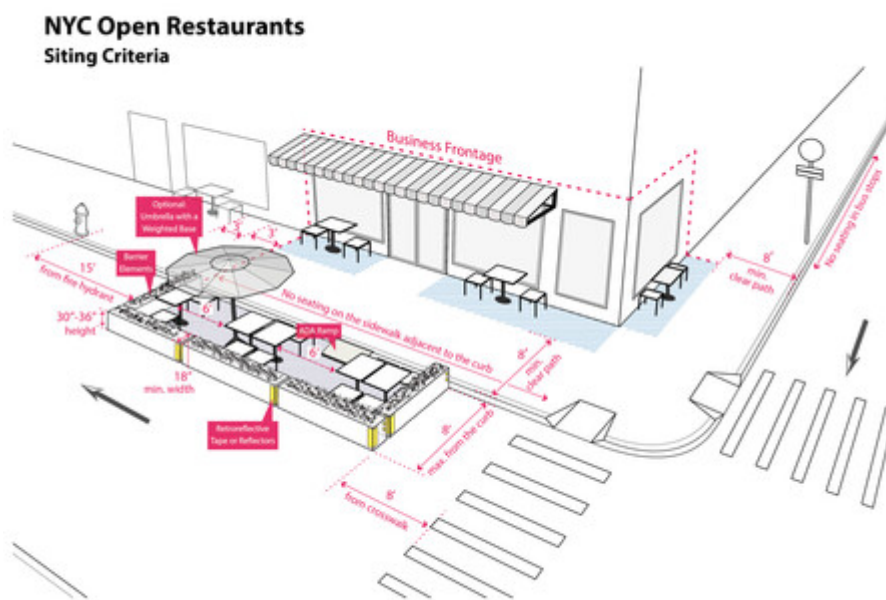 NYC Open Restaurants
Siting Criteria
Business Frontage
Optional
Umbrella with a
Weighted Base
3'
3'
15'
from fire hydrant
Barrier
Elements
6'
No seating on the sidewalk adjacent to the curb
No seating in bus stops
8'
min.
clear path
30"-36"
height
ADA Ramp
6'
8'
min.
clear path
18"
min. width
Retroreflective
Tape or Reflectors
8'
max. from the curb
8'
from crosswalk